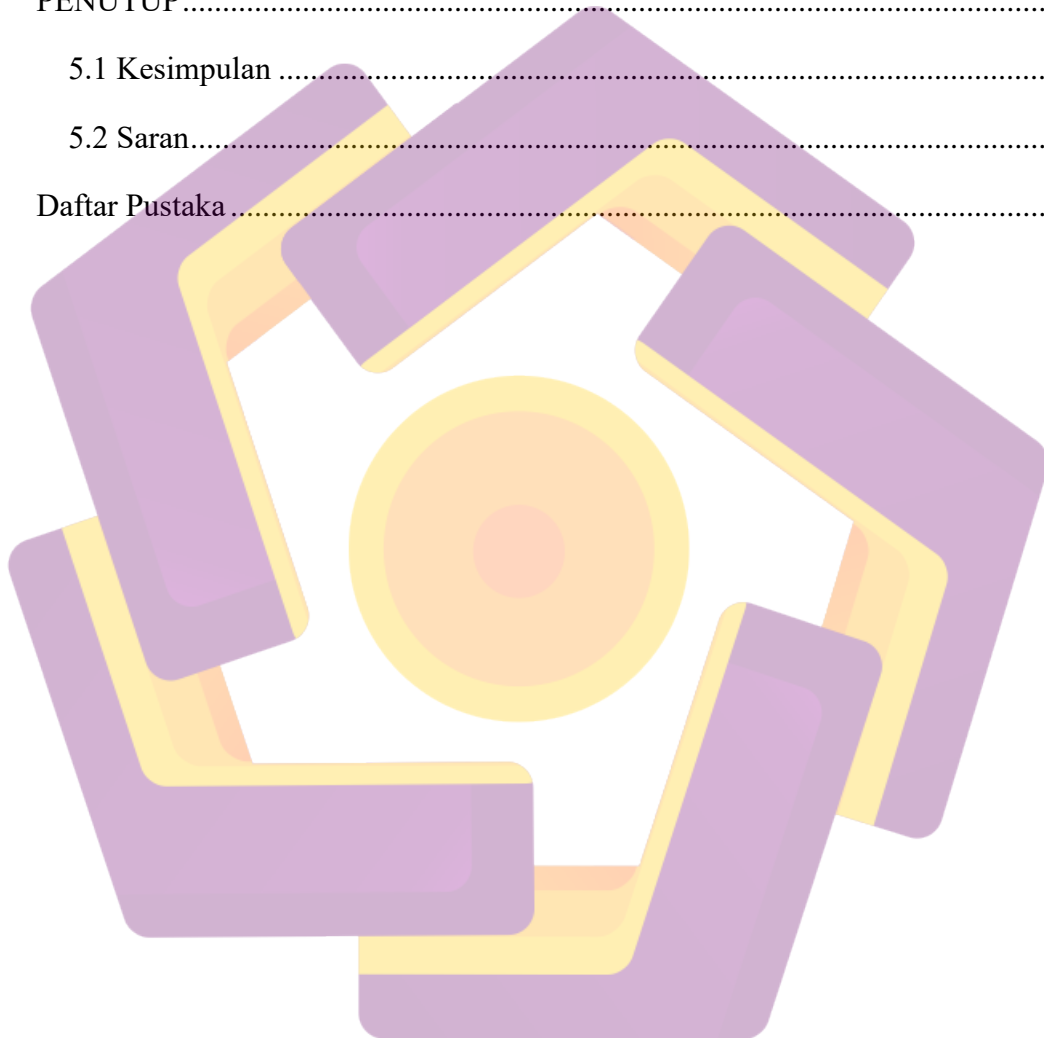 PENUTUP..........................................................................................................
5.1 Kesimpulan ...............................................................................................
5.2 Saran..........................................................................................................
Daftar Pustaka ....................................................................................................